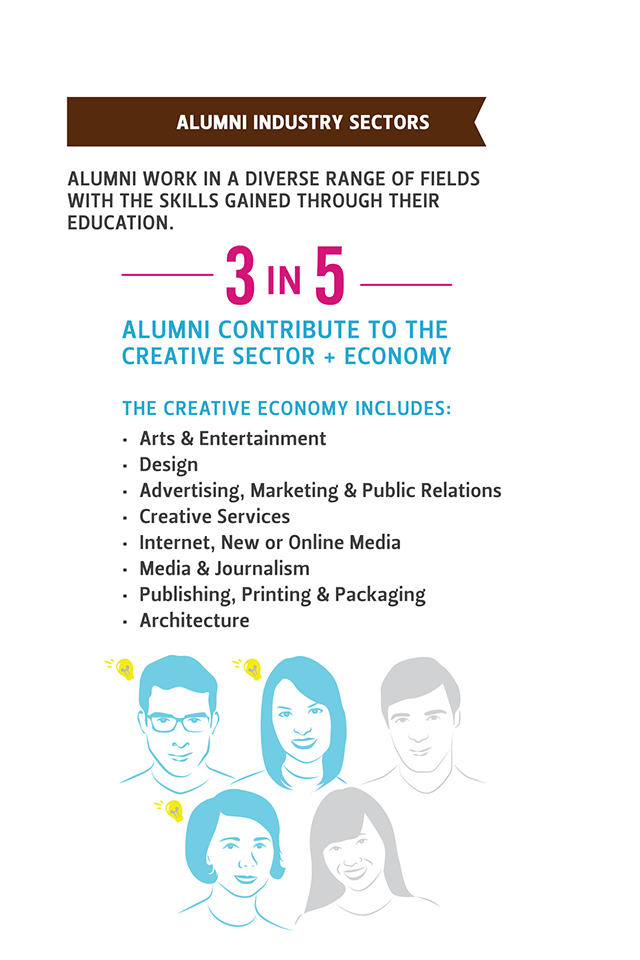 ALUMNI INDUSTRY SECTORS
ALUMNI WORK IN A DIVERSE RANGE OF FIELDS
WITH THE SKILLS GAINED THROUGH THEIR
EDUCATION.
3 IN 5
ALUMNI CONTRIBUTE TO THE
CREATIVE SECTOR + ECONOMY
THE CREATIVE ECONOMY INCLUDES:
· Arts & Entertainment
· Design
· Advertising, Marketing & Public Relations
· Creative Services
· Internet, New or Online Media
· Media & Journalism
· Publishing, Printing & Packaging
· Architecture